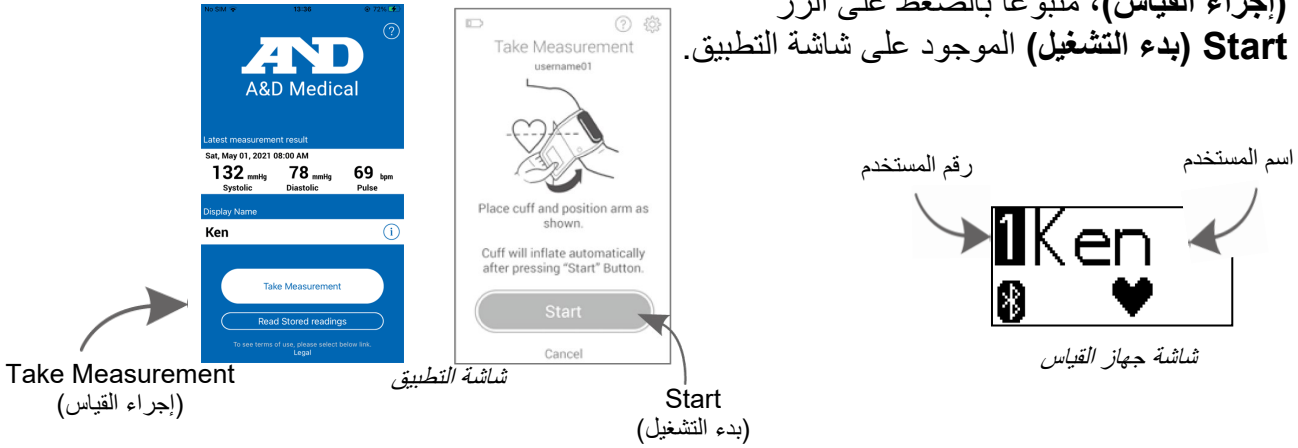 (إجراء القياس)، متبوعًا بالضغط على الزر
Start (بدء التشغيل) الموجود على شاشة التطبيق.
No SIM 13:36 72%
?
AND
A&D Medical
Latest measurement result
Sat, May 01, 2021 08:00 AM
132 mmHg 78 mmHg 69 bpm
Systolic Diastolic Pulse
Display Name
Ken
i
Take Measurement
Read Stored readings
To see terms of use, please select below link.
Legal
Take Measurement
(إجراء القياس)
?
Take Measurement
username01
Place cuff and position arm as
shown.
Cuff will inflate automatically
after pressing “Start” Button.
Start
Cancel
شاشة التطبيق
Start
(بدء التشغيل)
اسم المستخدم
رقم المستخدم
1Ken
شاشة جهاز القياس